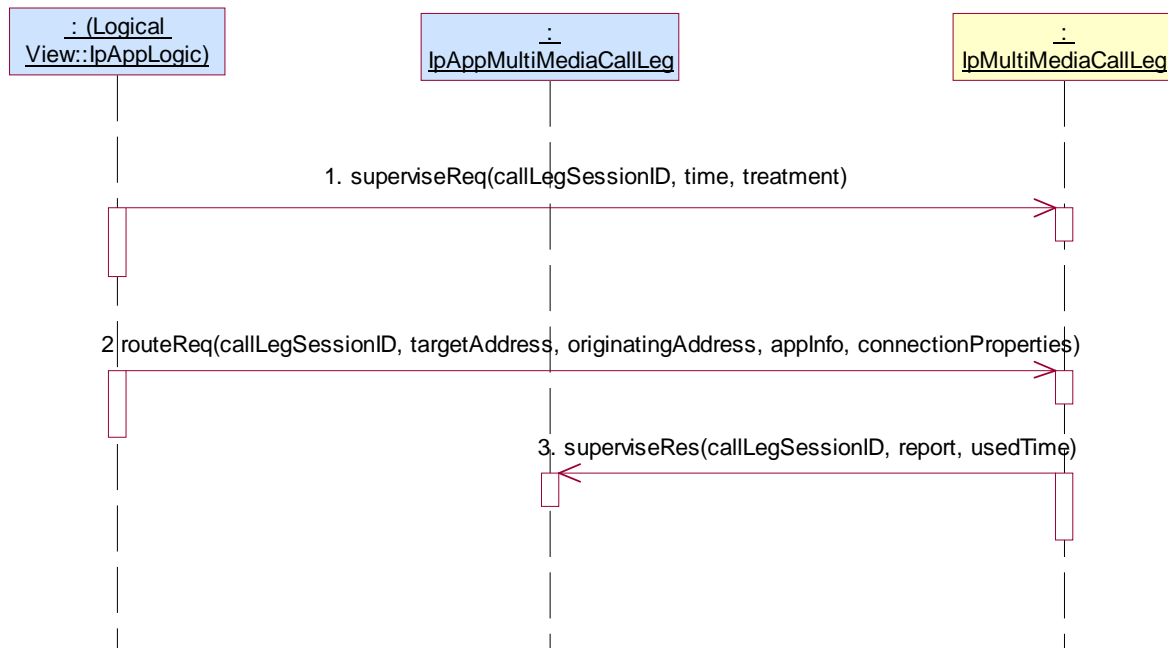 : (Logical
View::IpAppLogic)
:
IpAppMultiMediaCallLeg
:
IpMultiMediaCallLeg
1. superviseReq(callLegSessionID, time, treatment)
2 routeReq(callLegSessionID, targetAddress, originatingAddress, appInfo, connectionProperties)
3. superviseRes(callLegSessionID, report, usedTime)